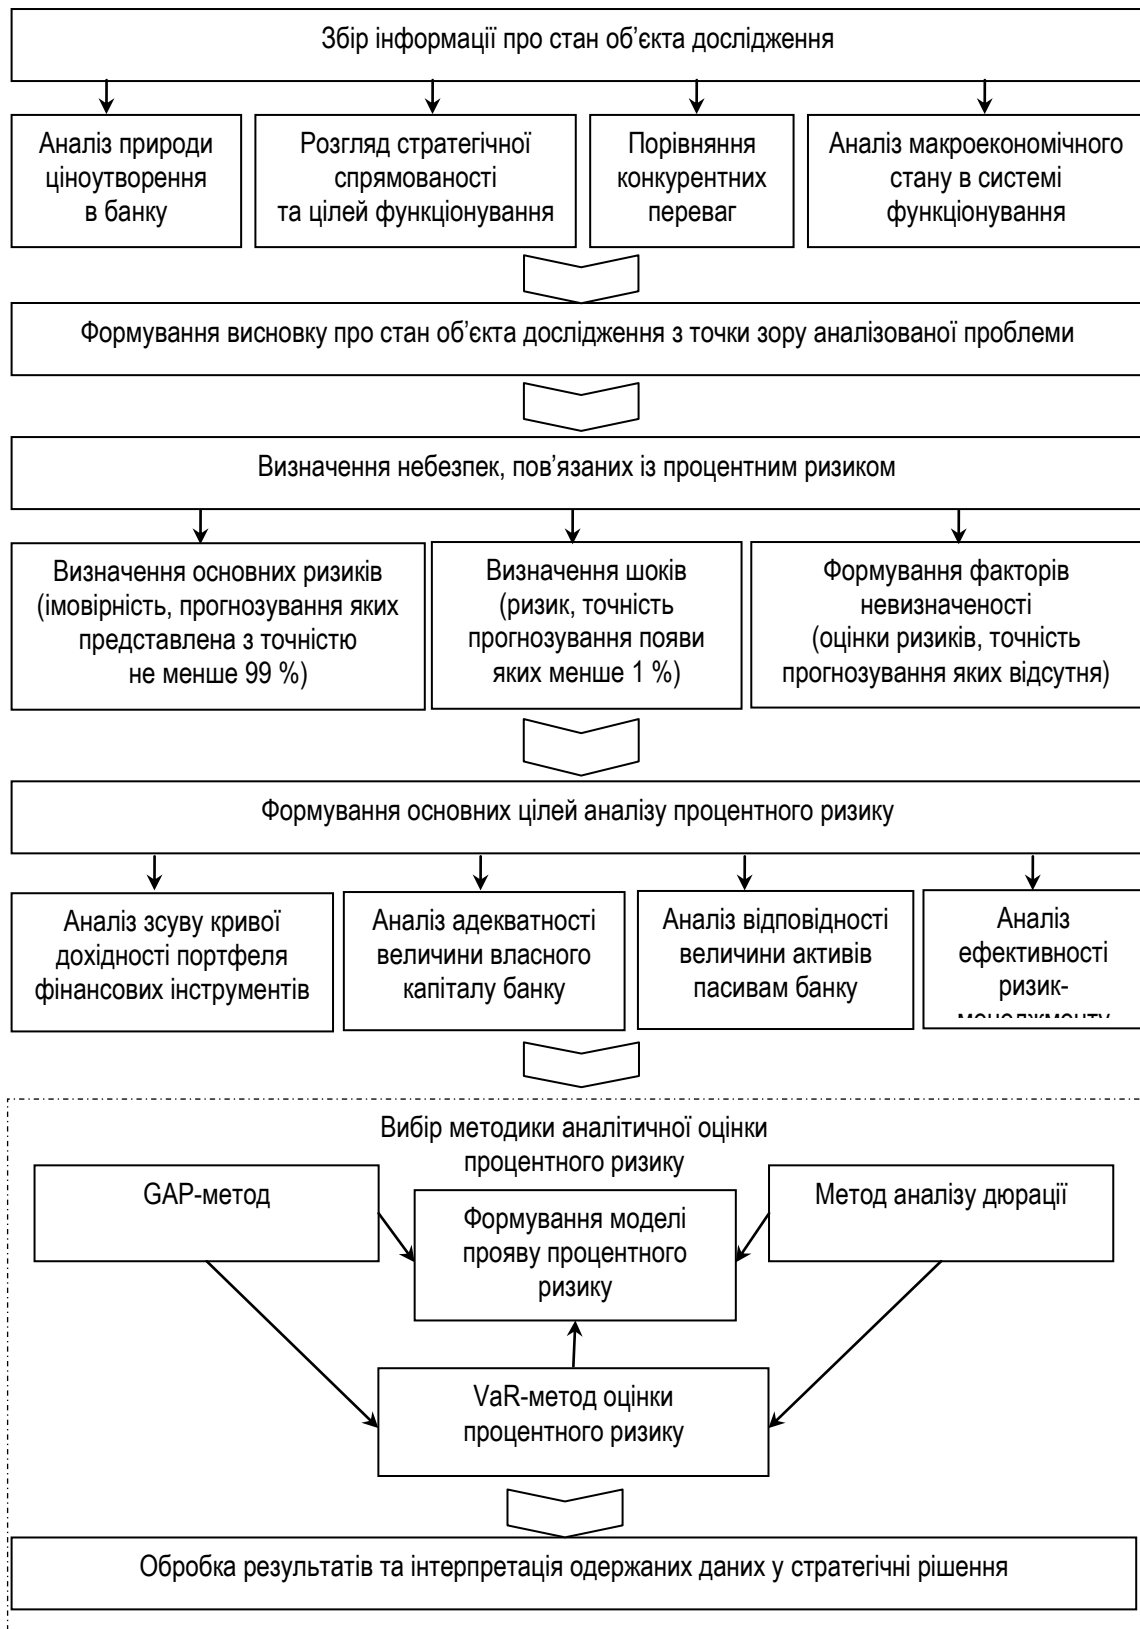 Збір інформації про стан об’єкта дослідження
Аналіз природи
ціноутворення
в банку
Розгляд стратегічної
спрямованості
та цілей функціонування
Порівняння
конкурентних
переваг
Аналіз макроекономічного
стану в системі
функціонування
Формування висновку про стан об’єкта дослідження з точки зору аналізованої проблеми
Визначення небезпек, пов’язаних із процентним ризиком
Визначення основних ризиків
(імовірність, прогнозування яких
представлена з точністю
не менше 99 %)
Визначення шоків
(ризик, точність
прогнозування появи
яких менше 1 %)
Формування факторів
невизначеності
(оцінки ризиків, точність
прогнозування яких відсутня)
Формування основних цілей аналізу процентного ризику
Аналіз зсуву кривої
дохідності портфеля
фінансових інструментів
Аналіз адекватності
величини власного
капіталу банку
Аналіз відповідності
величини активів
пасивам банку
Аналіз
ефективності
ризик-
менеджменту
Вибір методики аналітичної оцінки
процентного ризику
GAP-метод
Формування моделі
прояву процентного
ризику
Метод аналізу дюрації
VaR-метод оцінки
процентного ризику
Обробка результатів та інтерпретація одержаних даних у стратегічні рішення